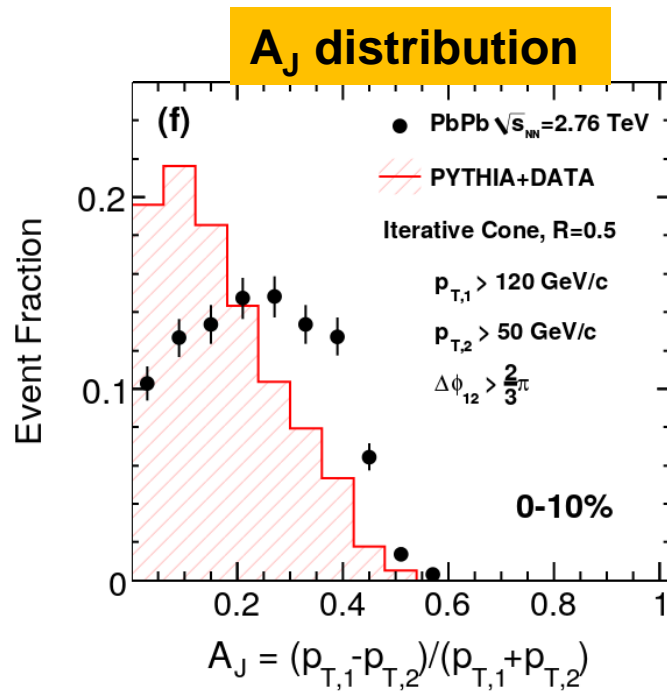 A_J distribution
(f)
PbPb √s_NN=2.76 TeV
PYTHIA+DATA
Iterative Cone, R=0.5
p_T,1 > 120 GeV/c
p_T,2 > 50 GeV/c
Δϕ_12 > 2/3 π
0-10%
Event Fraction
0.2
0.1
0
0.2
0.4
0.6
0.8
1
A_J = (p_T,1-p_T,2)/(p_T,1+p_T,2)